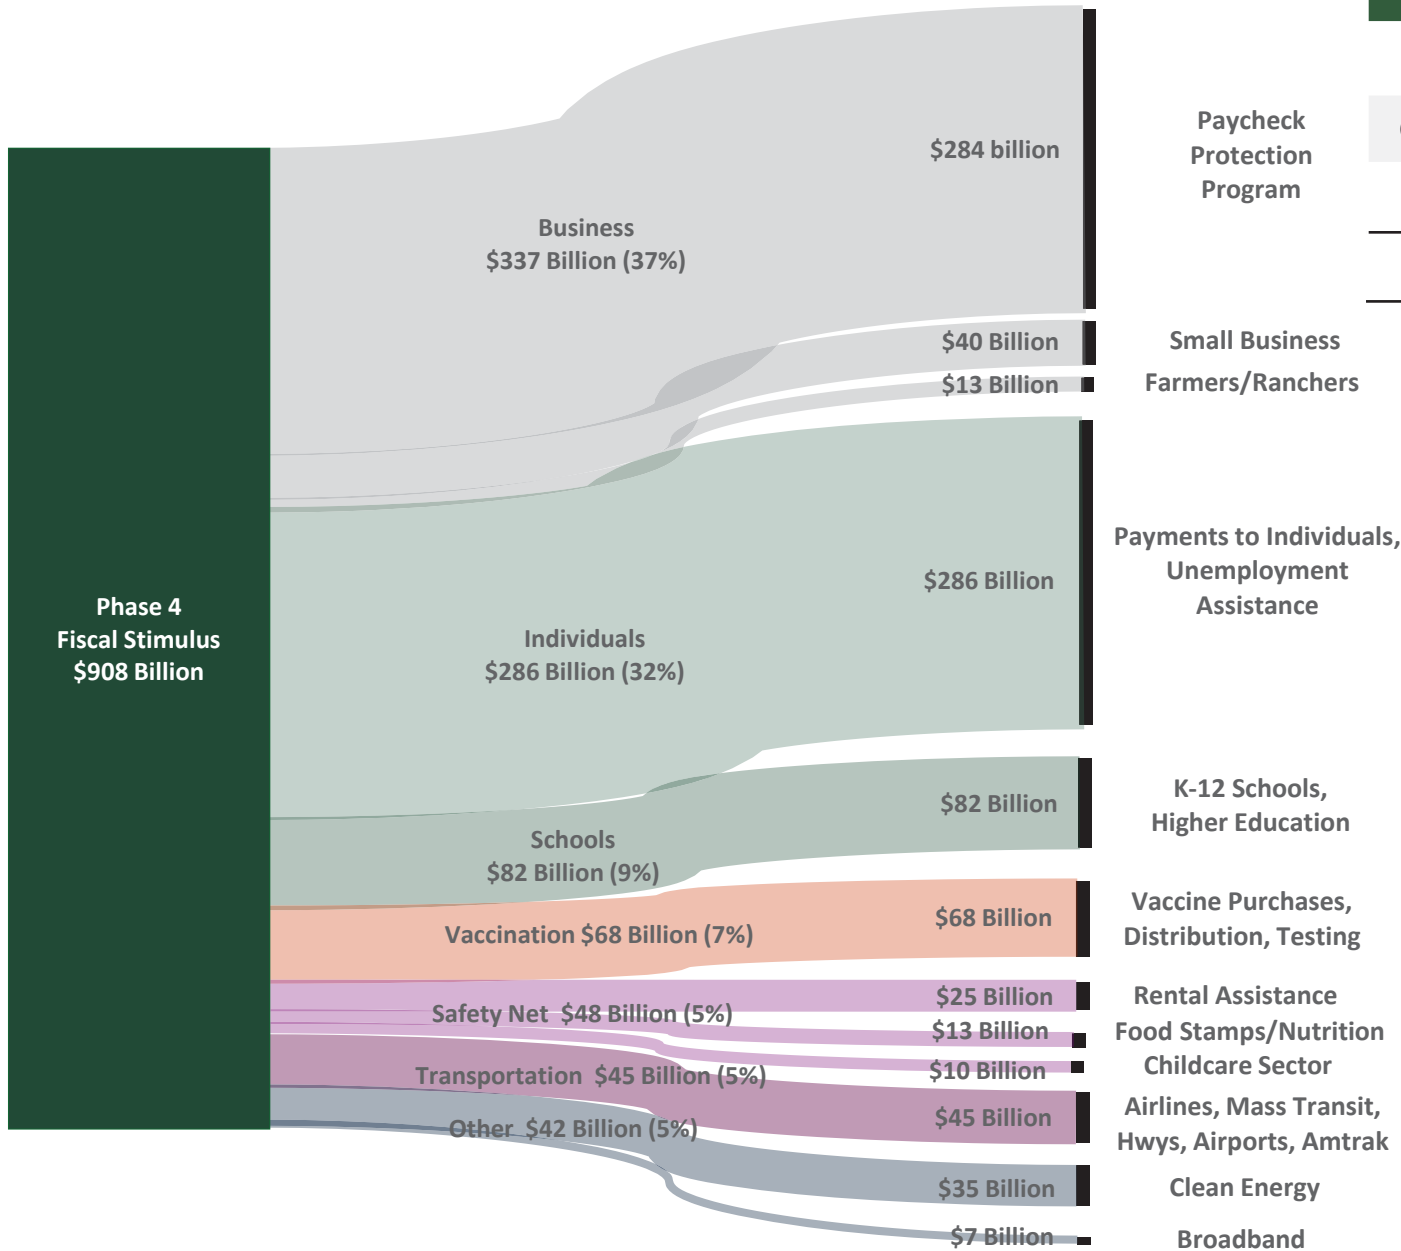 Phase 4
Fiscal Stimulus
$908 Billion
Business
$337 Billion (37%)
$284 billion
Paycheck
Protection
Program
$40 Billion
Small Business
$13 Billion
Farmers/Ranchers
Individuals
$286 Billion (32%)
$286 Billion
Payments to Individuals,
Unemployment
Assistance
Schools
$82 Billion (9%)
$82 Billion
K-12 Schools,
Higher Education
Vaccination $68 Billion (7%)
$68 Billion
Vaccine Purchases,
Distribution, Testing
Safety Net $48 Billion (5%)
$25 Billion
Rental Assistance
$13 Billion
Food Stamps/Nutrition
$10 Billion
Childcare Sector
Transportation $45 Billion (5%)
$45 Billion
Airlines, Mass Transit,
Hwys, Airports, Amtrak
Other $42 Billion (5%)
$35 Billion
Clean Energy
$7 Billion
Broadband